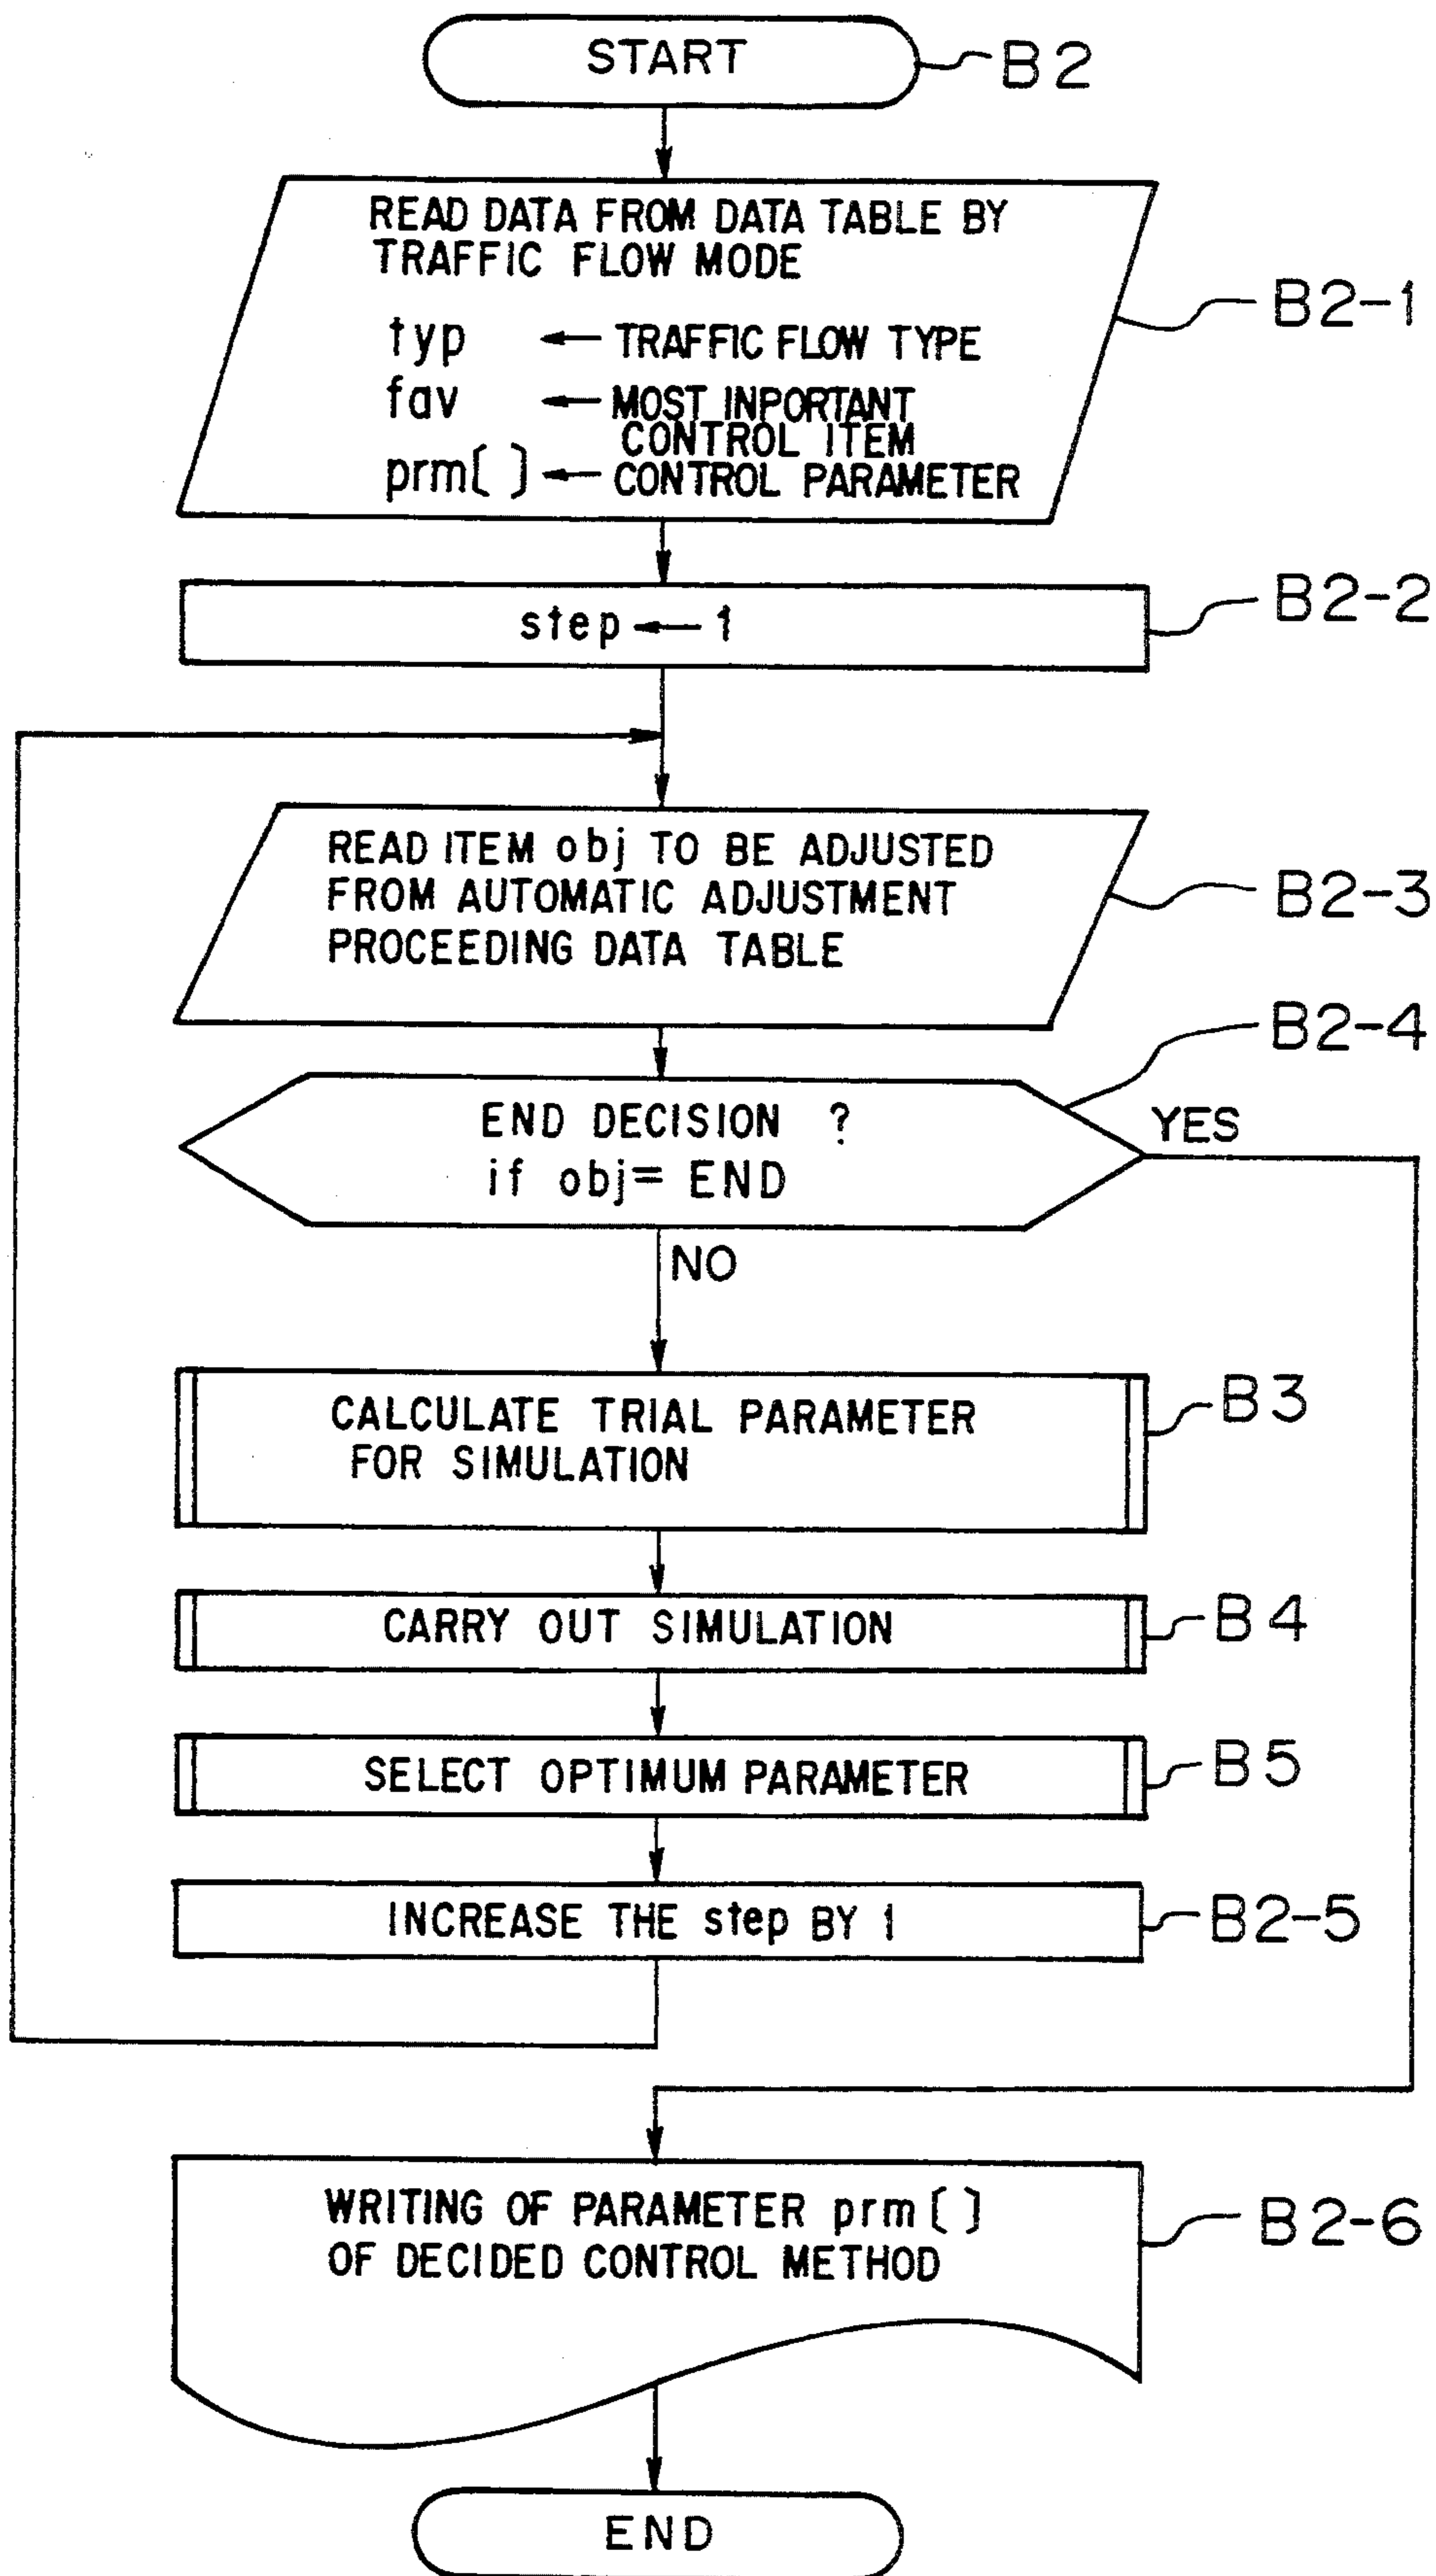 START
B2
READ DATA FROM DATA TABLE BY
TRAFFIC FLOW MODE
typ ← TRAFFIC FLOW TYPE
fav ← MOST INPORTANT
CONTROL ITEM
prm[ ] ← CONTROL PARAMETER
B2-1
step ← 1
B2-2
READ ITEM obj TO BE ADJUSTED
FROM AUTOMATIC ADJUSTMENT
PROCEEDING DATA TABLE
B2-3
B2-4
END DECISION ?
if obj= END
YES
NO
CALCULATE TRIAL PARAMETER
FOR SIMULATION
B3
CARRY OUT SIMULATION
B4
SELECT OPTIMUM PARAMETER
B5
INCREASE THE step BY 1
B2-5
WRITING OF PARAMETER prm[ ]
OF DECIDED CONTROL METHOD
B2-6
END